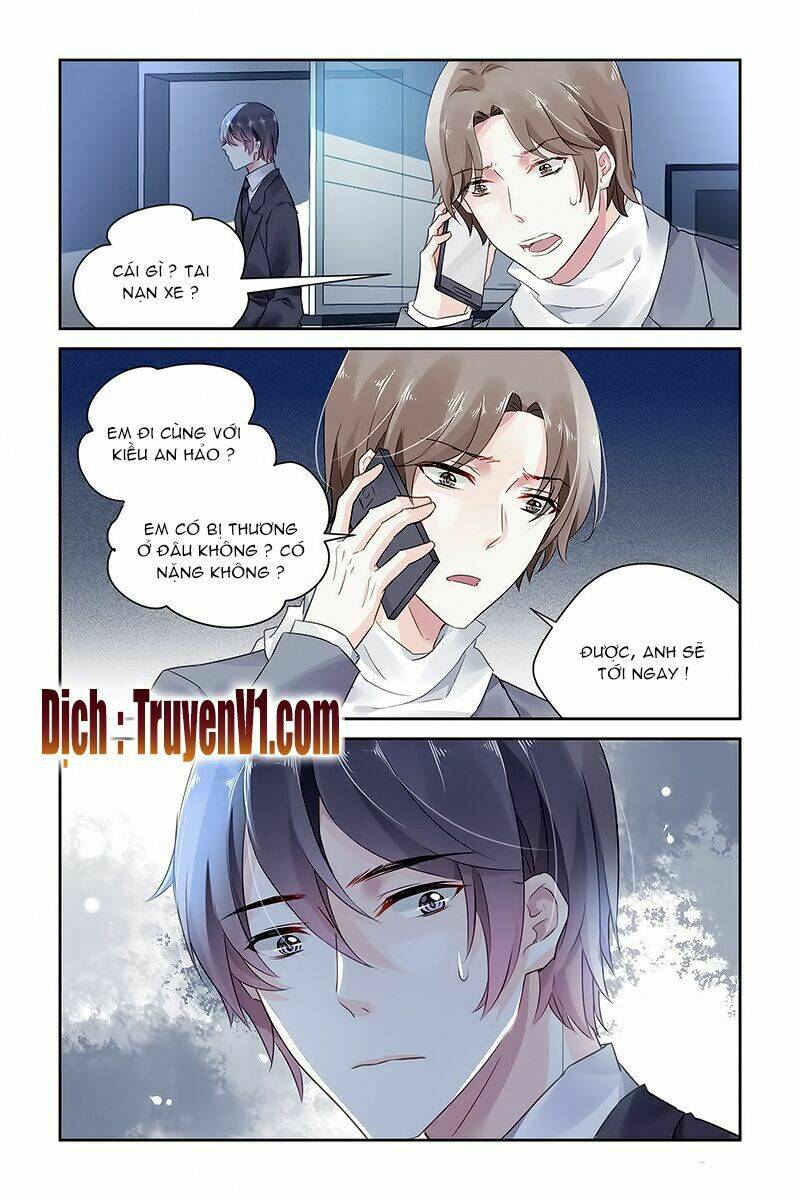 CÁI GÌ ? TAI
NẠN XE ?
EM ĐI CÙNG VỚI
KIỀU AN HẢO ?
EM CÓ BỊ THƯƠNG
Ở ĐÂU KHÔNG ? CÓ
NẶNG KHÔNG ?
ĐƯỢC, ANH SẼ
TỚI NGAY !
Dịch : TruyenV1.com